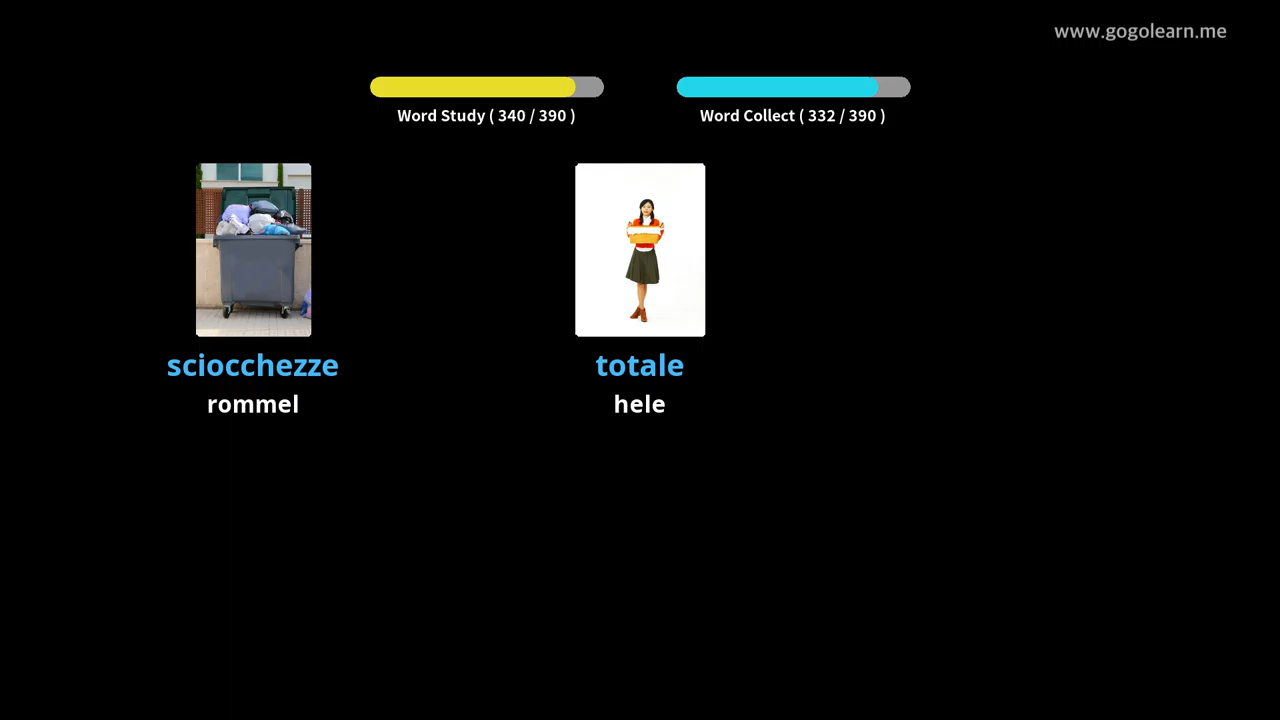 www.gogolearn.me
Word Study ( 340 / 390 )
Word Collect ( 332 / 390 )
sciocchezze
rommel
totale
hele